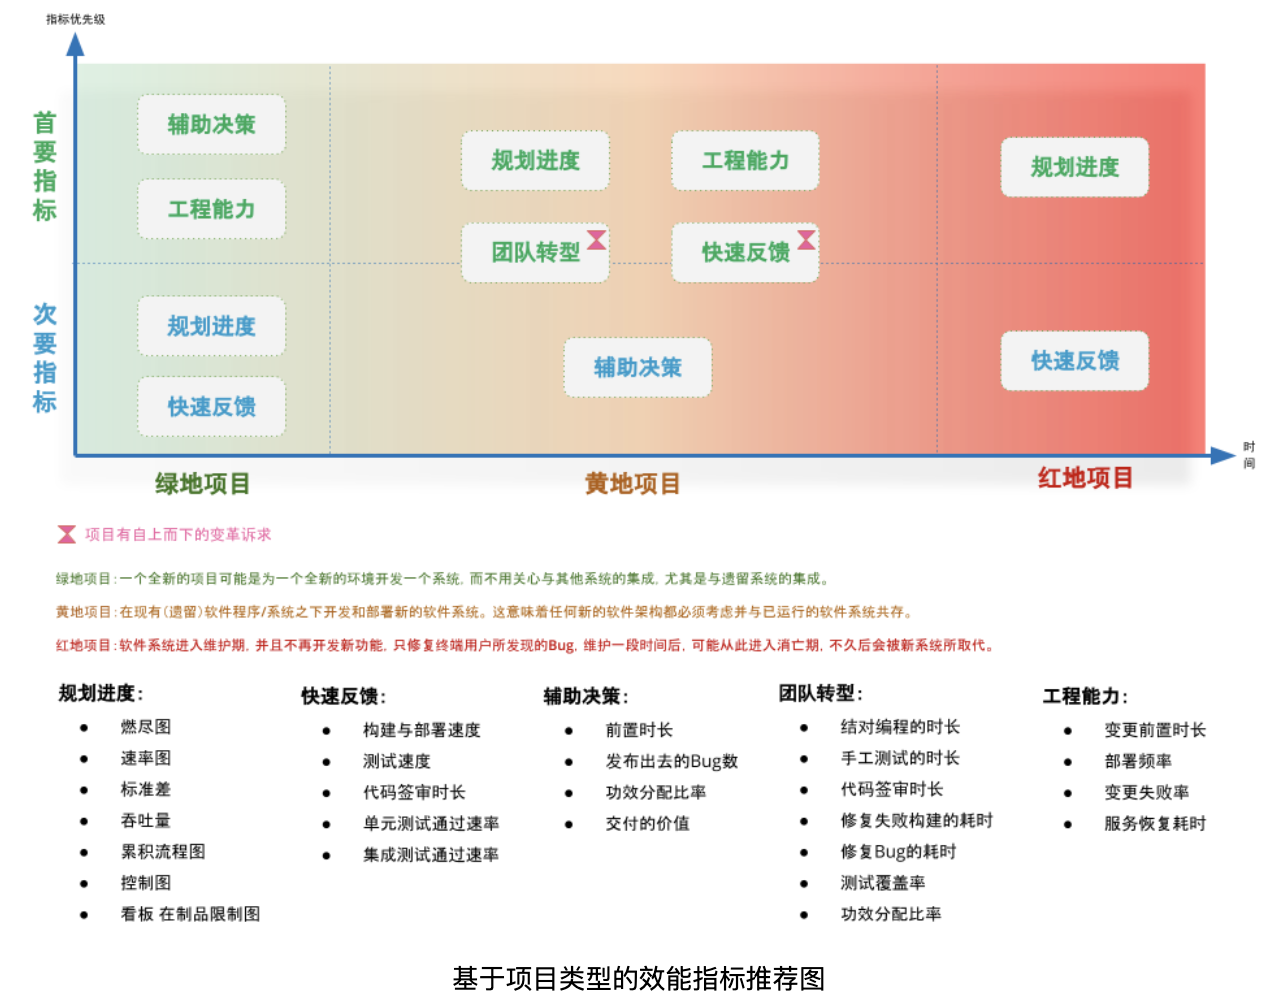 指标优先级
首要指标
次要指标
辅助决策
工程能力
规划进度
快速反馈
规划进度
工程能力
团队转型
快速反馈
辅助决策
规划进度
快速反馈
时间
绿地项目
黄地项目
红地项目
项目有自上而下的变革诉求
绿地项目：一个全新的项目可能是为一个全新的环境开发一个系统，而不用关心与其他系统的集成，尤其是与遗留系统的集成。
黄地项目：在现有（遗留）软件程序/系统之下开发和部署新的软件系统。这意味着任何新的软件架构都必须考虑并与已运行的软件系统共存。
红地项目：软件系统进入维护期，并且不再开发新功能，只修复终端用户所发现的Bug，维护一段时间后，可能从此进入消亡期，不久后会被新系统所取代。
规划进度：
● 燃尽图
● 速率图
● 标准差
● 吞吐量
● 累积流程图
● 控制图
● 看板 在制品限制图
快速反馈：
● 构建与部署速度
● 测试速度
● 代码签审时长
● 单元测试通过速率
● 集成测试通过速率
辅助决策：
● 前置时长
● 发布出去的Bug数
● 功效分配比率
● 交付的价值
团队转型：
● 结对编程的时长
● 手工测试的时长
● 代码签审时长
● 修复失败构建的耗时
● 修复Bug的耗时
● 测试覆盖率
● 功效分配比率
工程能力：
● 变更前置时长
● 部署频率
● 变更失败率
● 服务恢复耗时
基于项目类型的效能指标推荐图